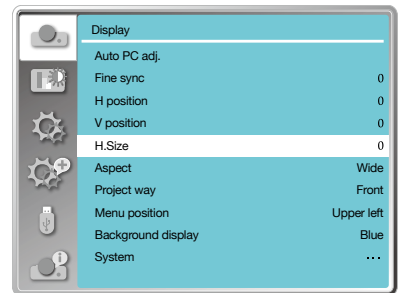 Display
Auto PC adj.
Fine sync 0
H position 0
V position 0
H.Size 0
Aspect Wide
Project way Front
Menu position Upper left
Background display Blue
System ...